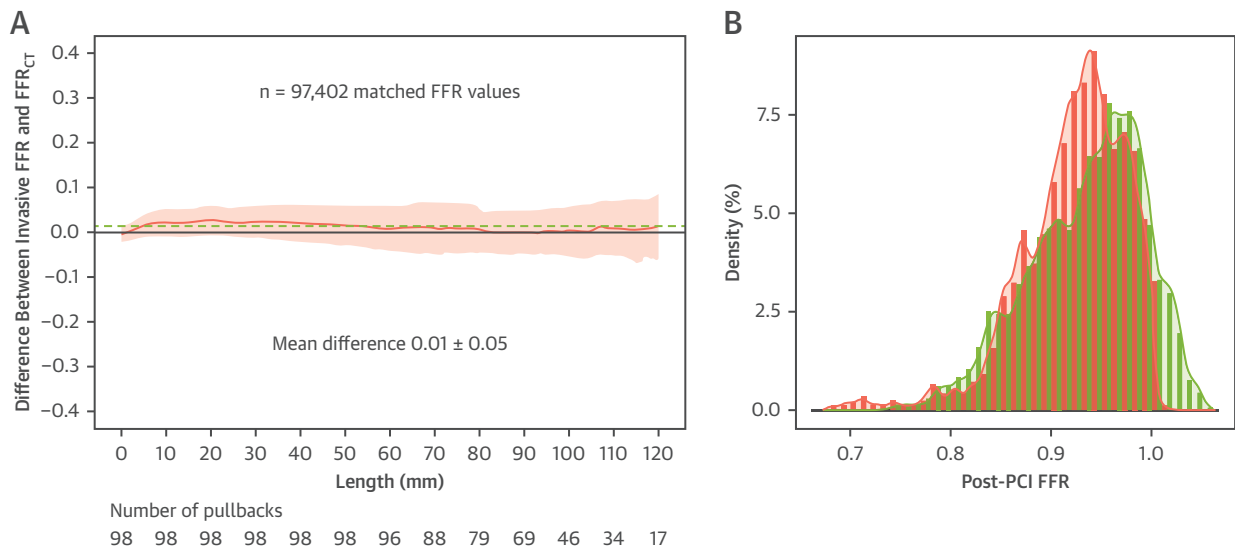 A
Difference Between Invasive FFR and FFRCT
0.4
0.3
0.2
0.1
0.0
−0.1
−0.2
−0.3
−0.4
n = 97,402 matched FFR values
Mean difference 0.01 ± 0.05
0 10 20 30 40 50 60 70 80 90 100 110 120
Length (mm)
Number of pullbacks
98 98 98 98 98 98 96 88 79 69 46 34 17
B
Density (%)
7.5
5.0
2.5
0.0
0.7 0.8 0.9 1.0
Post-PCI FFR